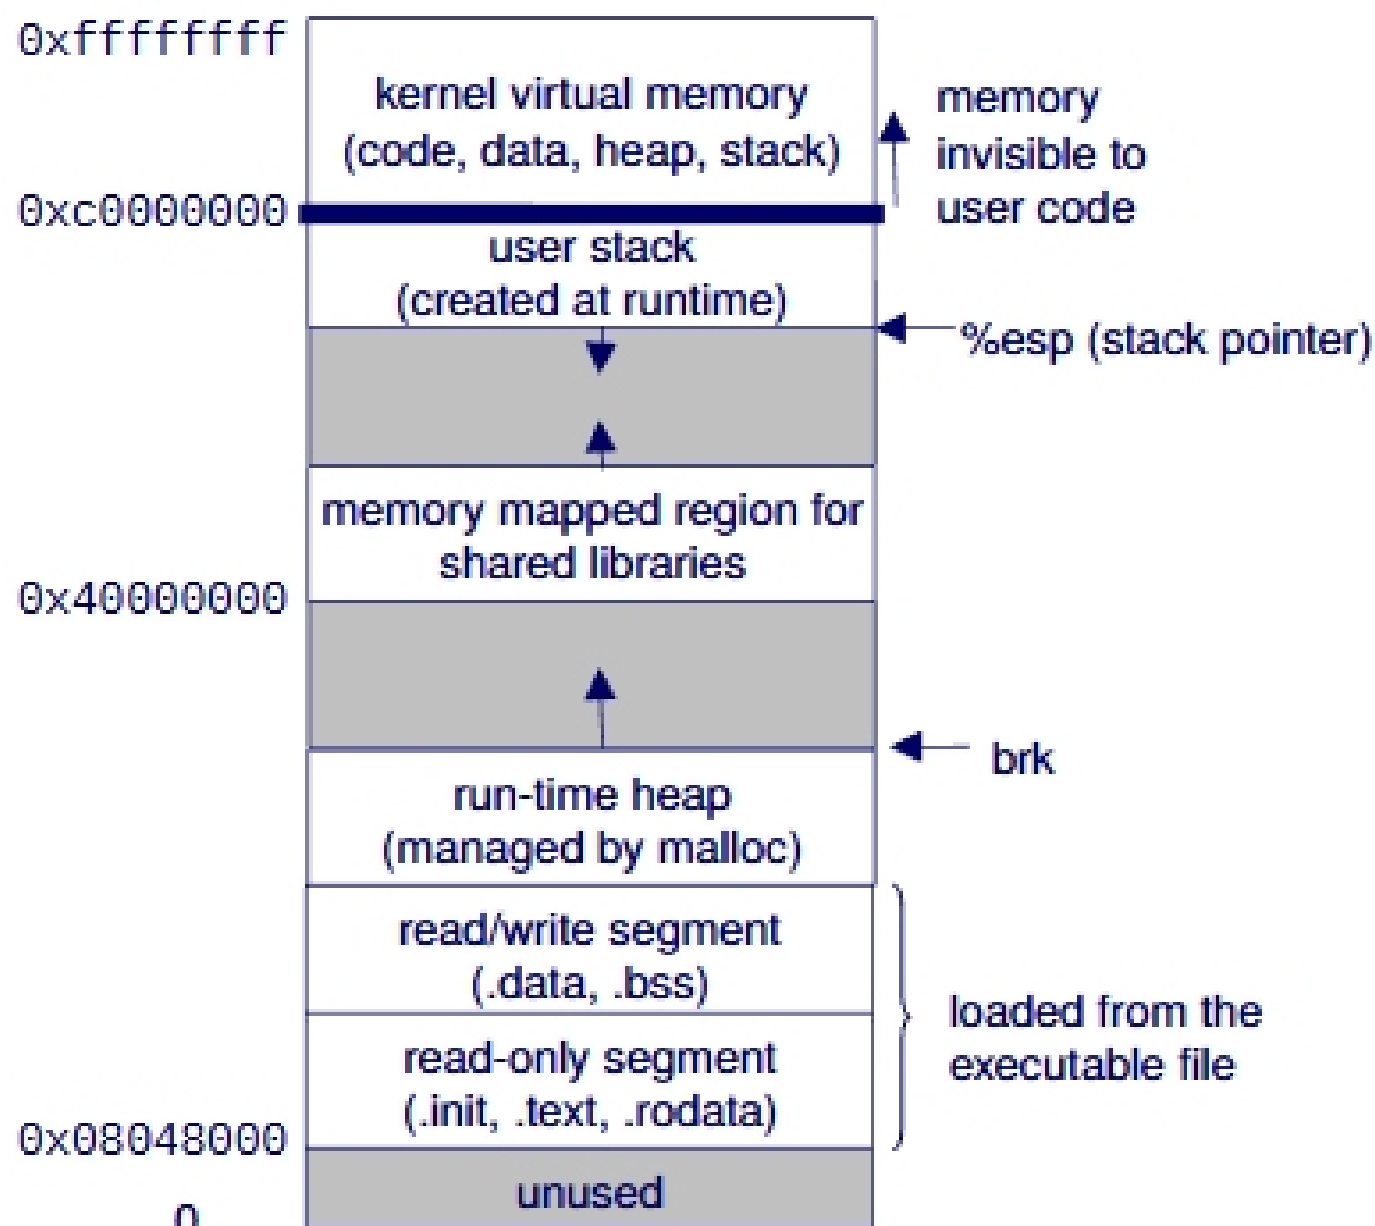 0xffffffff
kernel virtual memory
(code, data, heap, stack)
memory
invisible to
user code
0xc0000000
user stack
(created at runtime)
%esp (stack pointer)
memory mapped region for
shared libraries
0x40000000
brk
run-time heap
(managed by malloc)
read/write segment
(.data, .bss)
loaded from the
executable file
read-only segment
(.init, .text, .rodata)
0x08048000
unused
0